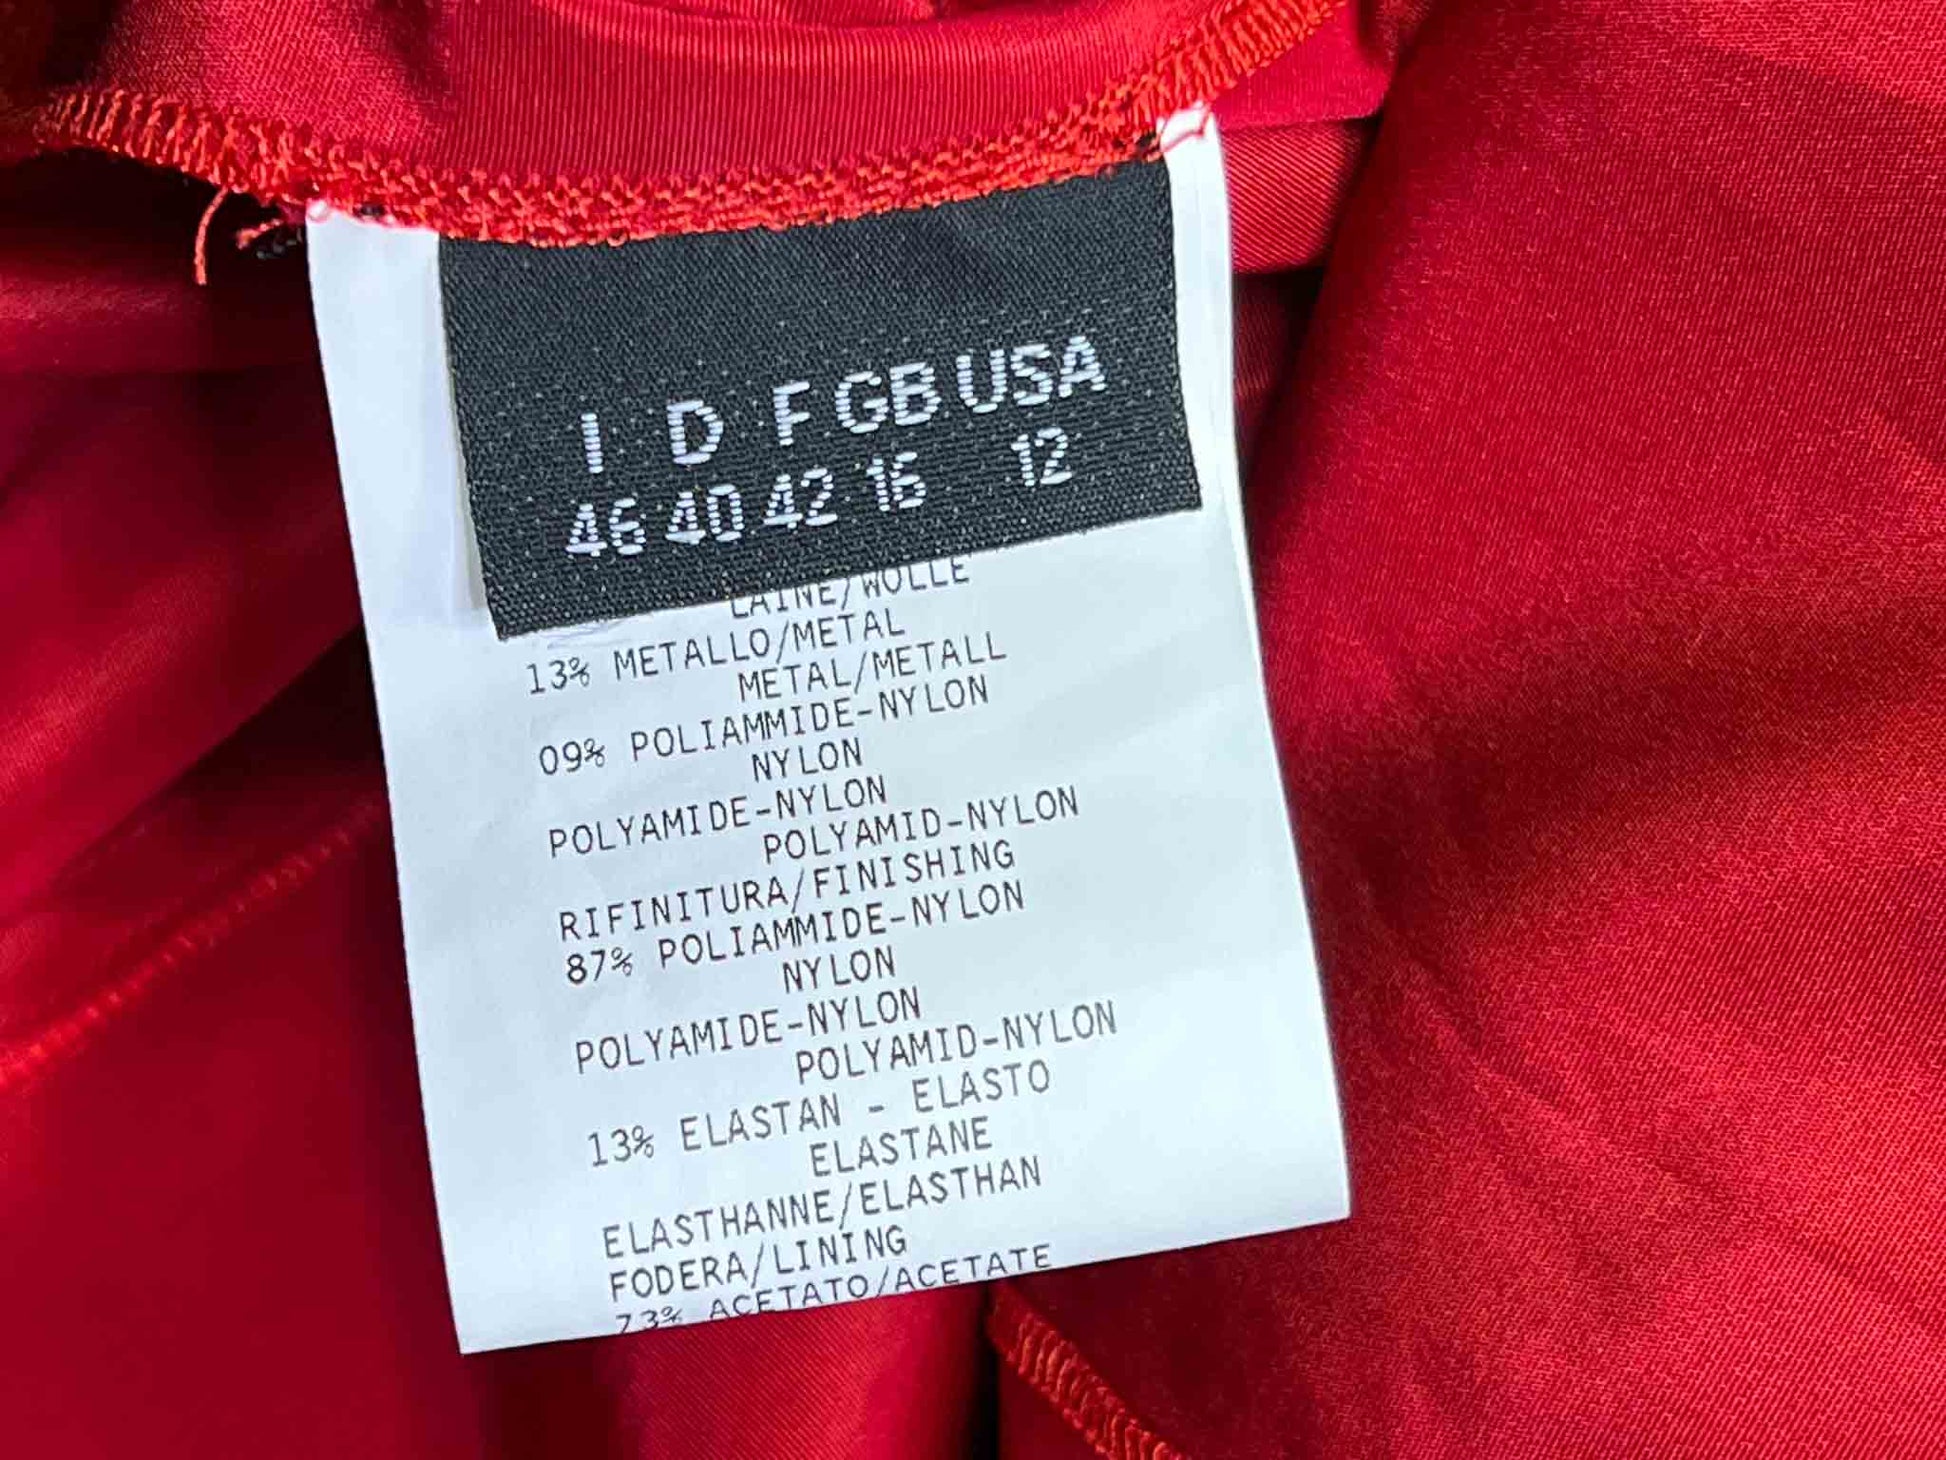 I D F GB USA
46 40 42 16 12
LAINE/WOLLE
13% METALLO/METAL
METAL/METALL
09% POLIAMMIDE-NYLON
NYLON
POLYAMIDE-NYLON
POLYAMID-NYLON
RIFINITURA/FINISHING
87% POLIAMMIDE-NYLON
NYLON
POLYAMIDE-NYLON
POLYAMID-NYLON
13% ELASTAN - ELASTO
ELASTANE
ELASTHANNE/ELASTHAN
FODERA/LINING
73% ACETATO/ACETATE